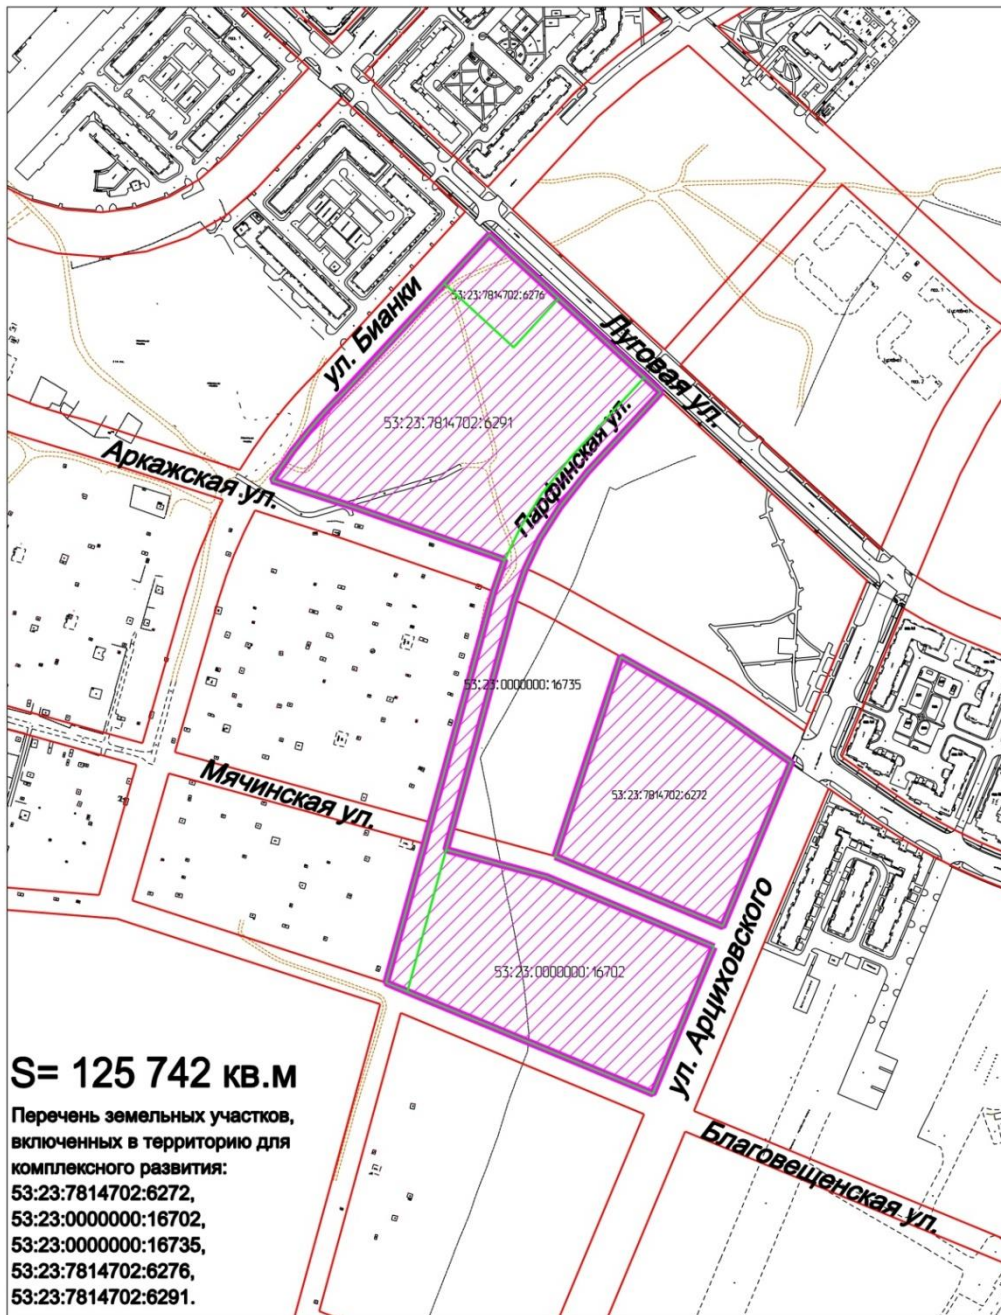 53:23:7814702:6276
ул. Бианки
Луговая ул.
53:23:7814702:6291
Парфинская ул.
Аркажская ул.
53:23:0000000:16735
53:23:7814702:6272
Мячинская ул.
53:23:0000000:16702
ул. Арциховского
Благовещенская ул.
S= 125 742 кв.м
Перечень земельных участков,
включенных в территорию для
комплексного развития:
53:23:7814702:6272,
53:23:0000000:16702,
53:23:0000000:16735,
53:23:7814702:6276,
53:23:7814702:6291.